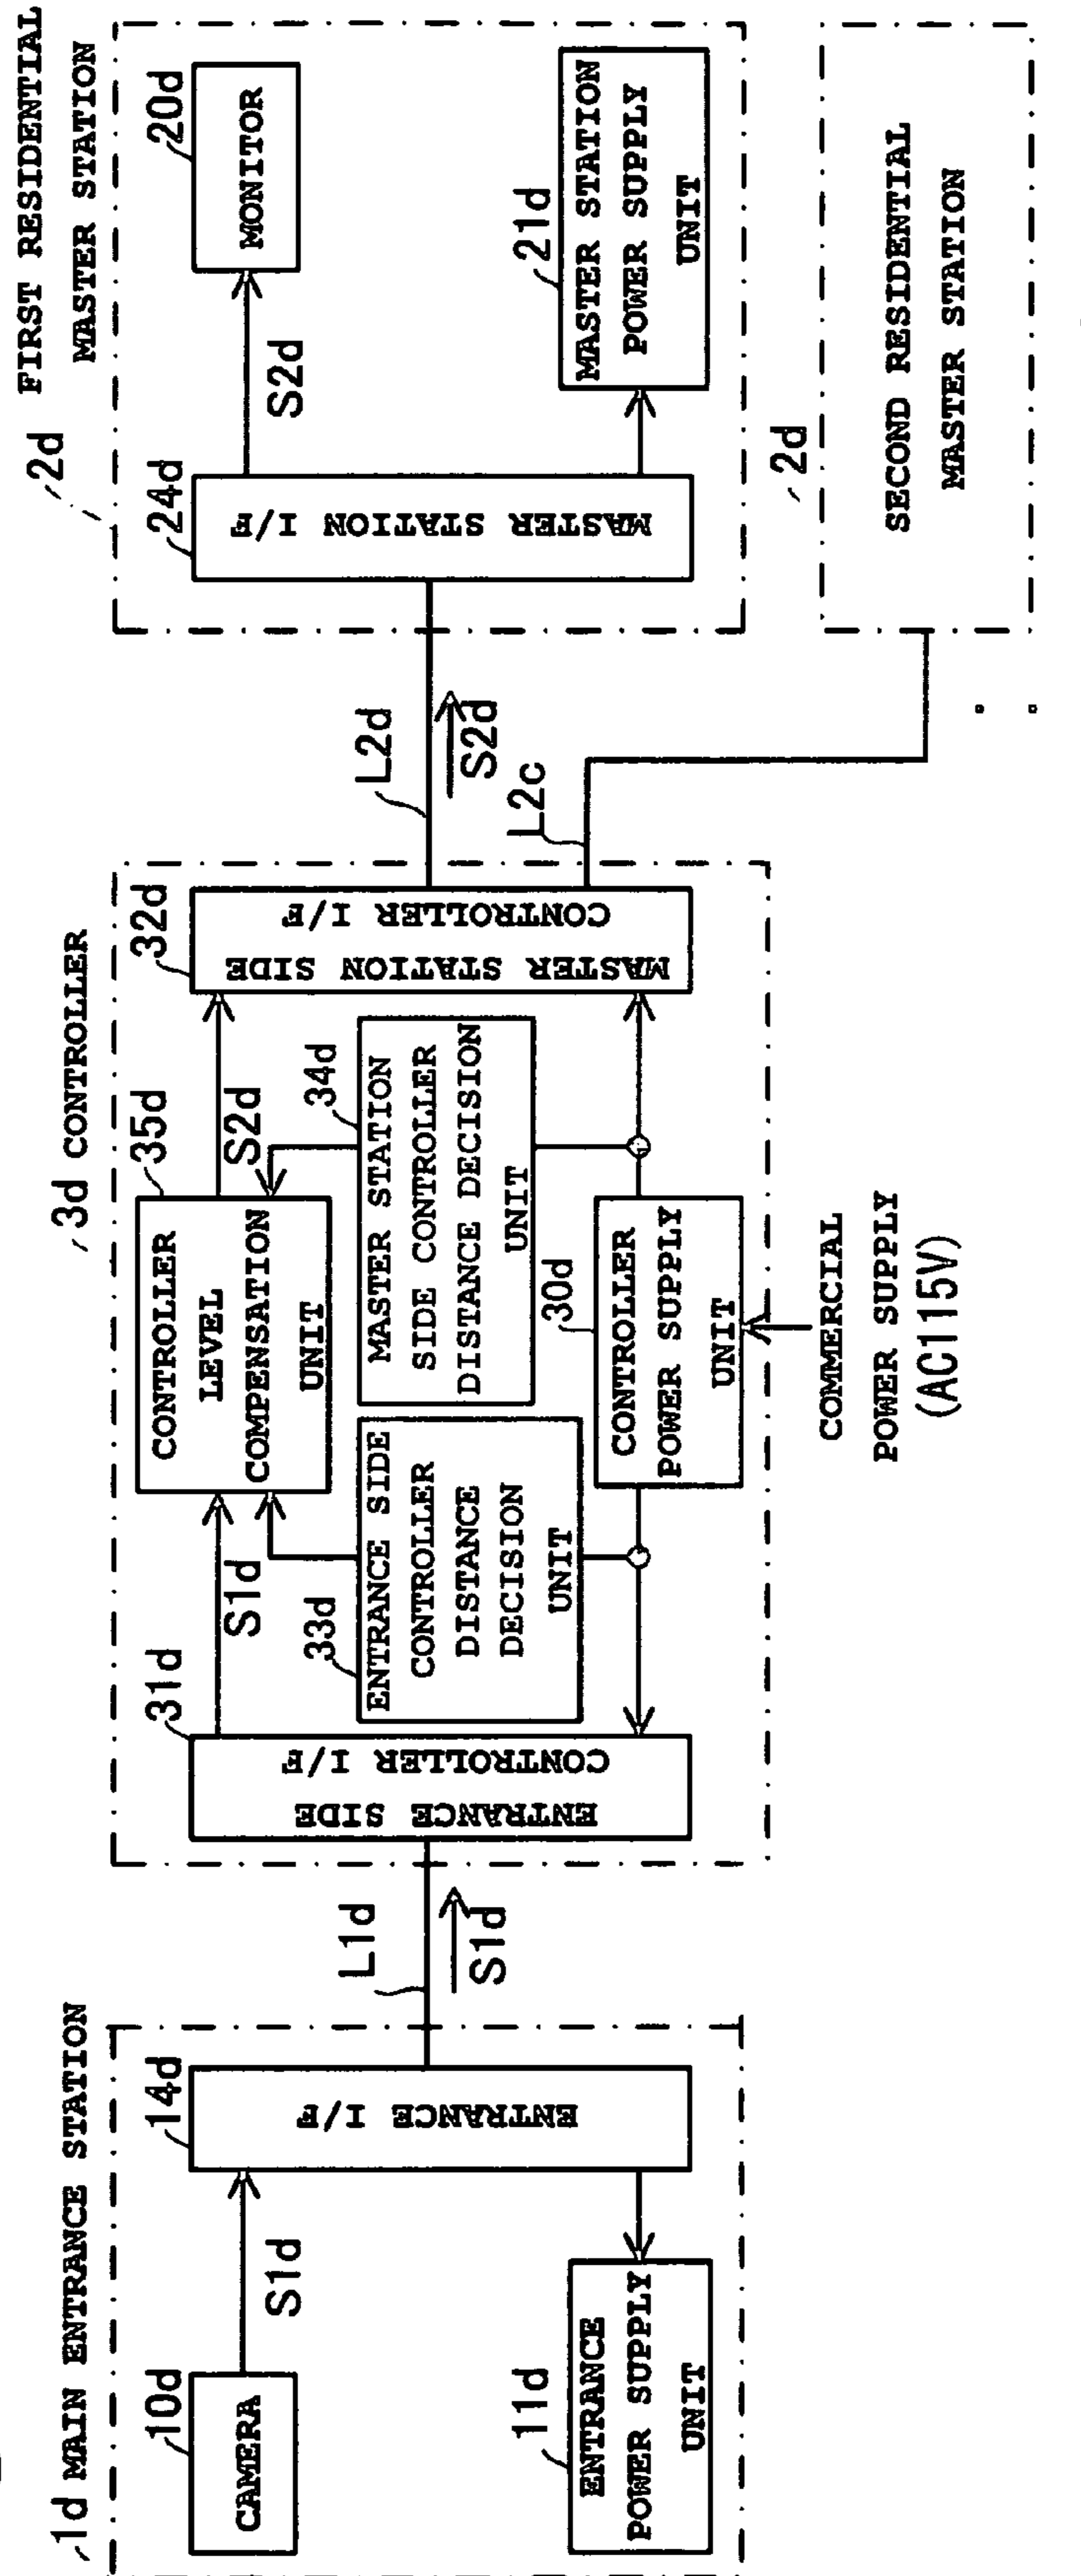 1d MAIN ENTRANCE STATION
10d
CAMERA
S1d
14d
ENTRANCE I/F
11d
ENTRANCE
POWER SUPPLY
UNIT
L1d
S1d
3d CONTROLLER
31d
ENTRANCE SIDE
CONTROLLER I/F
S1d
35d
CONTROLLER
LEVEL
COMPENSATION
UNIT
S2d
33d
ENTRANCE SIDE
CONTROLLER
DISTANCE
DECISION
UNIT
34d
MASTER STATION
SIDE CONTROLLER
DISTANCE DECISION
UNIT
30d
CONTROLLER
POWER SUPPLY
UNIT
COMMERCIAL
POWER SUPPLY
(AC115V)
32d
MASTER STATION SIDE
CONTROLLER I/F
L2d
S2d
L2c
2d
FIRST RESIDENTIAL
MASTER STATION
24d
MASTER STATION I/F
S2d
20d
MONITOR
21d
MASTER STATION
POWER SUPPLY
UNIT
2d
SECOND RESIDENTIAL
MASTER STATION